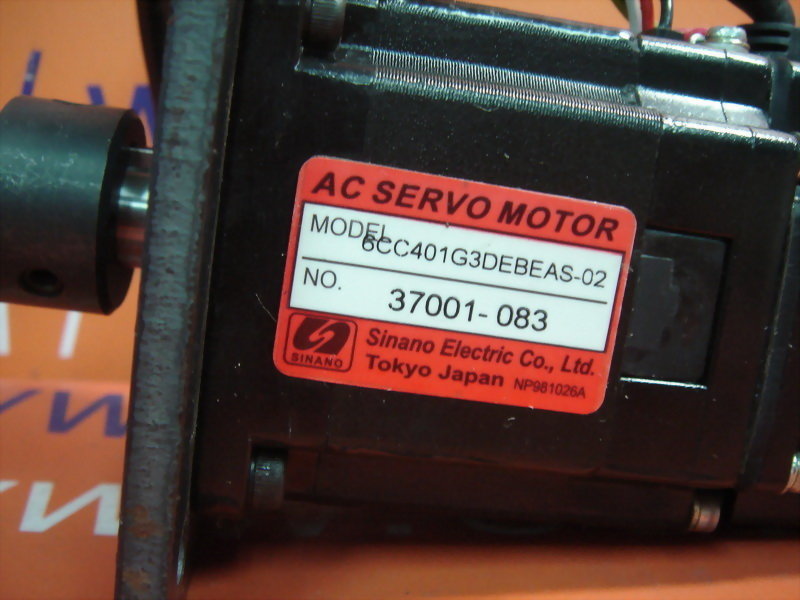 AC SERVO MOTOR
MODEL 6CC401G3DEBEAS-02
NO. 37001-083
SINANO
Sinano Electric Co., Ltd.
Tokyo Japan NP981026A